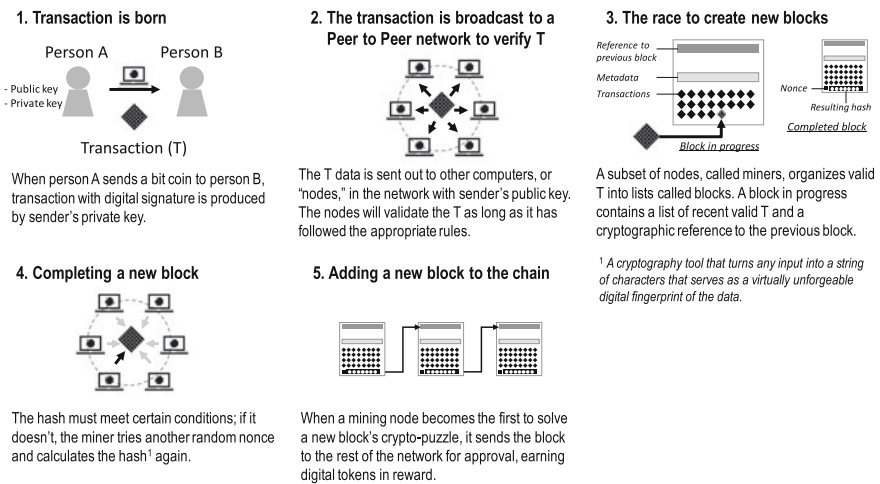 1. Transaction is born
Person A
Person B
- Public key
- Private key
Transaction (T)
When person A sends a bit coin to person B,
transaction with digital signature is produced
by sender's private key.
2. The transaction is broadcast to a
Peer to Peer network to verify T
The T data is sent out to other computers, or
"nodes," in the network with sender's public key.
The nodes will validate the T as long as it has
followed the appropriate rules.
3. The race to create new blocks
Reference to
previous block
Metadata
Transactions
Block in progress
Nonce
Resulting hash
Completed block
A subset of nodes, called miners, organizes valid
T into lists called blocks. A block in progress
contains a list of recent valid T and a
cryptographic reference to the previous block.
¹ A cryptography tool that turns any input into a string
of characters that serves as a virtually unforgeable
digital fingerprint of the data.
4. Completing a new block
The hash must meet certain conditions; if it
doesn't, the miner tries another random nonce
and calculates the hash¹ again.
5. Adding a new block to the chain
When a mining node becomes the first to solve
a new block's crypto-puzzle, it sends the block
to the rest of the network for approval, earning
digital tokens in reward.